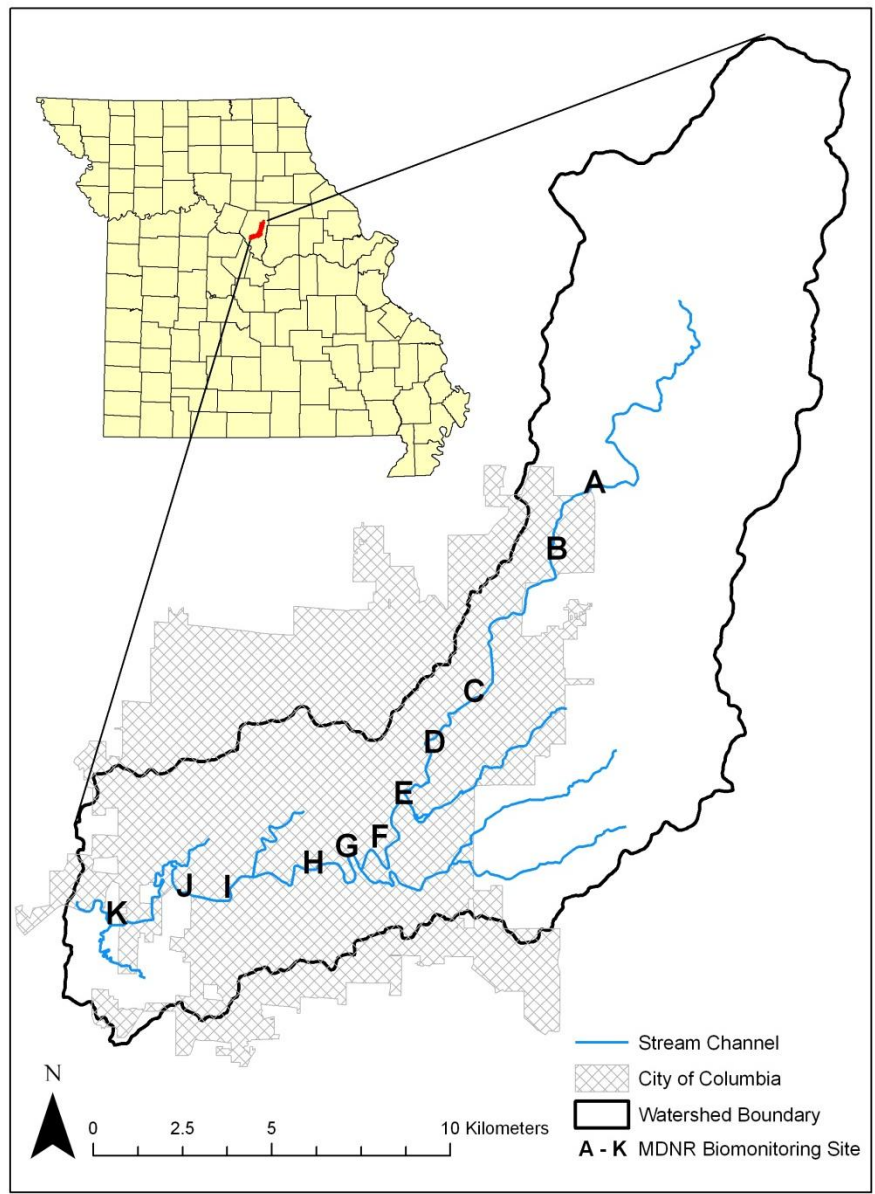 A
B
C
D
E
F
G
H
I
J
K
N
0 2.5 5 10 Kilometers
Stream Channel
City of Columbia
Watershed Boundary
A - K MDNR Biomonitoring Site